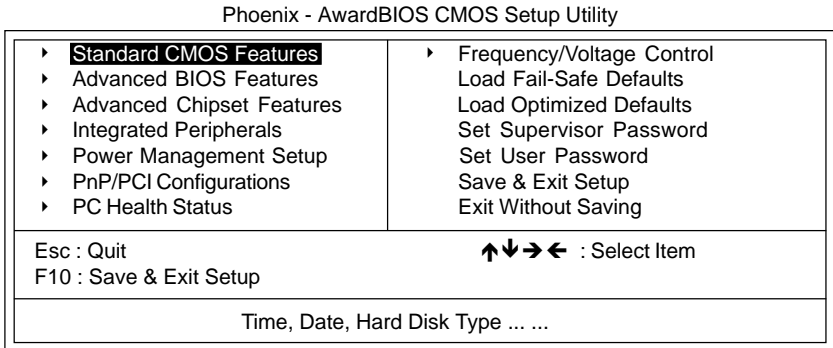 Phoenix - AwardBIOS CMOS Setup Utility
‣ Standard CMOS Features
‣ Advanced BIOS Features
‣ Advanced Chipset Features
‣ Integrated Peripherals
‣ Power Management Setup
‣ PnP/PCI Configurations
‣ PC Health Status
‣ Frequency/Voltage Control
Load Fail-Safe Defaults
Load Optimized Defaults
Set Supervisor Password
Set User Password
Save & Exit Setup
Exit Without Saving
Esc : Quit
F10 : Save & Exit Setup
↑↓→← : Select Item
Time, Date, Hard Disk Type ... ...